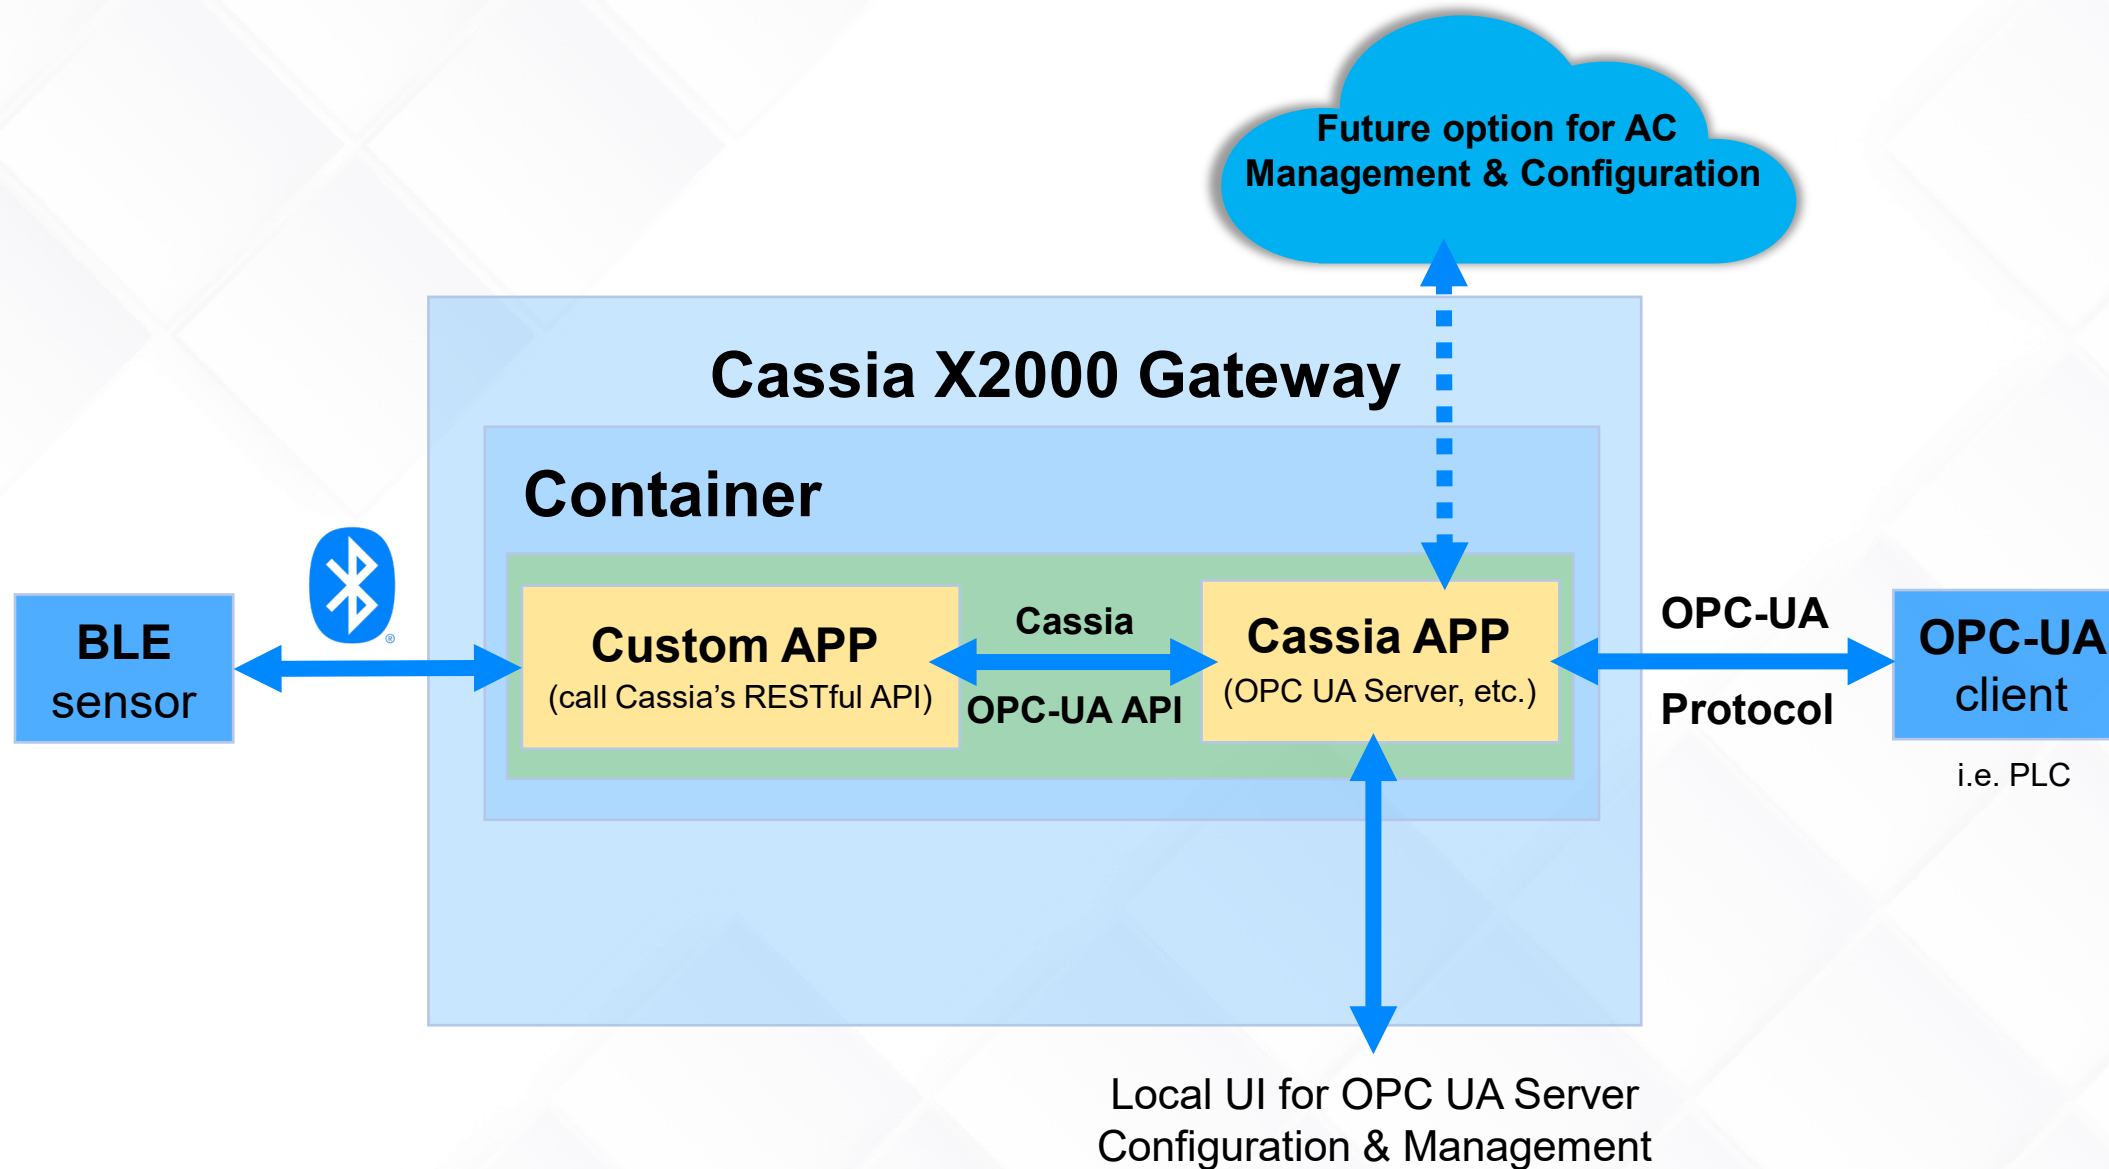 Future option for AC
Management & Configuration
Cassia X2000 Gateway
Container
BLE
sensor
®
Custom APP
(call Cassia's RESTful API)
Cassia
OPC-UA API
Cassia APP
(OPC UA Server, etc.)
OPC-UA
Protocol
OPC-UA
client
i.e. PLC
Local UI for OPC UA Server
Configuration & Management